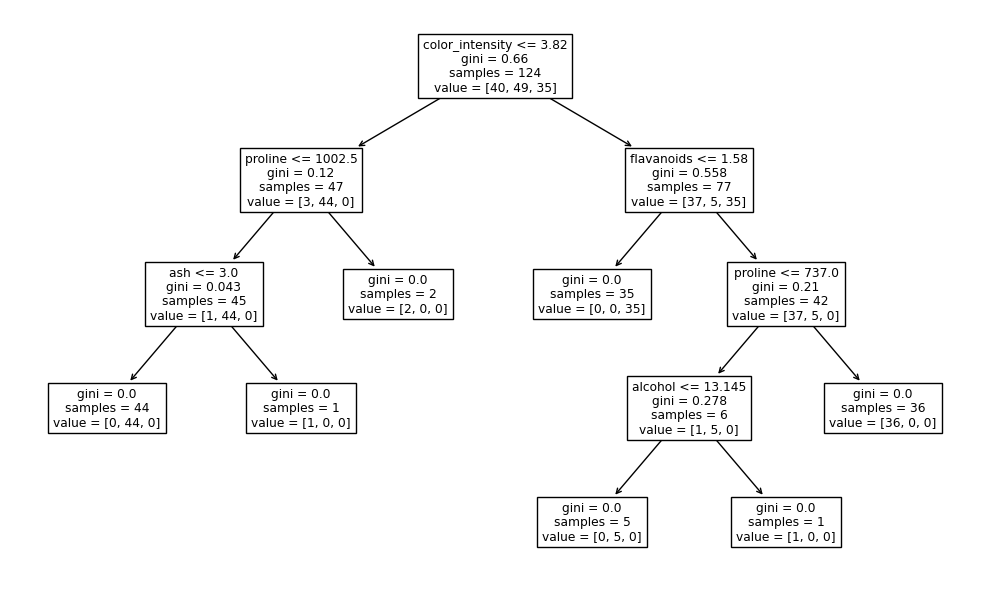 color_intensity <= 3.82
gini = 0.66
samples = 124
value = [40, 49, 35]
proline <= 1002.5
gini = 0.12
samples = 47
value = [3, 44, 0]
flavanoids <= 1.58
gini = 0.558
samples = 77
value = [37, 5, 35]
ash <= 3.0
gini = 0.043
samples = 45
value = [1, 44, 0]
gini = 0.0
samples = 2
value = [2, 0, 0]
gini = 0.0
samples = 35
value = [0, 0, 35]
proline <= 737.0
gini = 0.21
samples = 42
value = [37, 5, 0]
gini = 0.0
samples = 44
value = [0, 44, 0]
gini = 0.0
samples = 1
value = [1, 0, 0]
alcohol <= 13.145
gini = 0.278
samples = 6
value = [1, 5, 0]
gini = 0.0
samples = 36
value = [36, 0, 0]
gini = 0.0
samples = 5
value = [0, 5, 0]
gini = 0.0
samples = 1
value = [1, 0, 0]